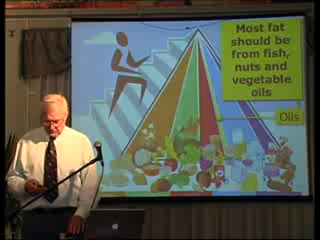 Most fat
should be
from fish,
nuts and
vegetable
oils
Oils